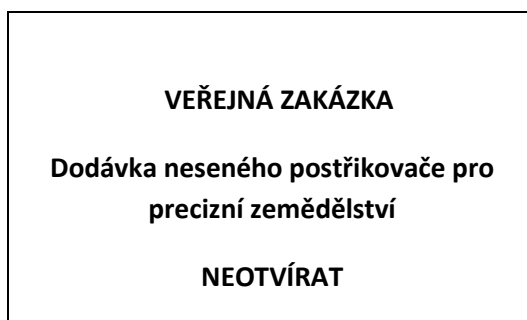 VEŘEJNÁ ZAKÁZKA
Dodávka neseného postřikovače pro
precizní zemědělství
NEOTVÍRAT